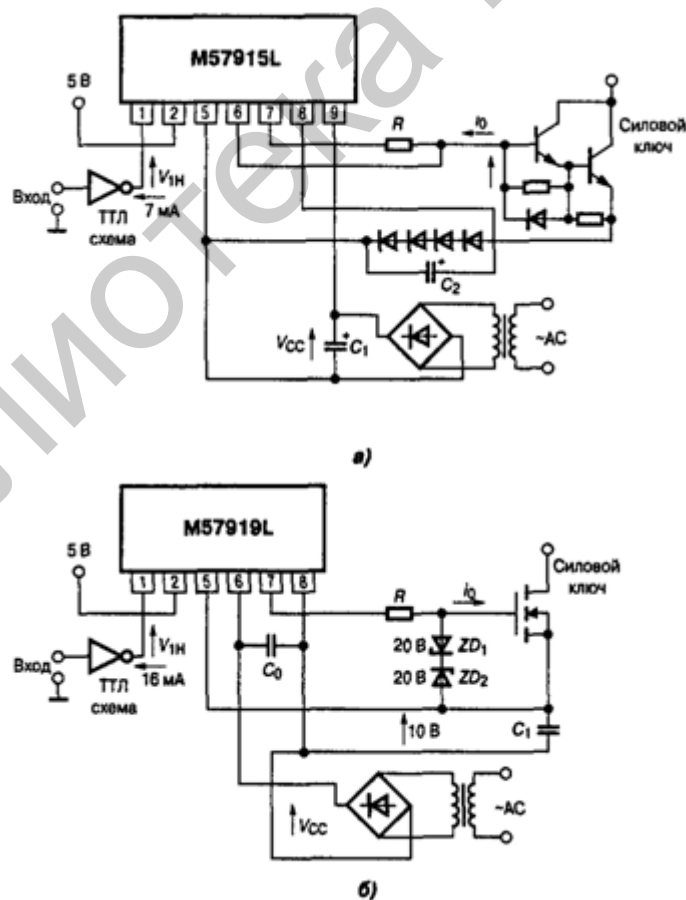 ЛИОТЕКА
M57915L
5 В
1 2 5 6 7 8 9
R
i0
Силовой
ключ
V1H
Вход
7 мА
ТТЛ
схема
+
C2
VCC
+
C1
~AC
а)
M57919L
5 В
1 2 5 6 7 8
Силовой
ключ
R
i0
V1H
C0
20 В ZD1
Вход
16 мА
20 В ZD2
ТТЛ
схема
10 В
C1
VCC
~AC
б)